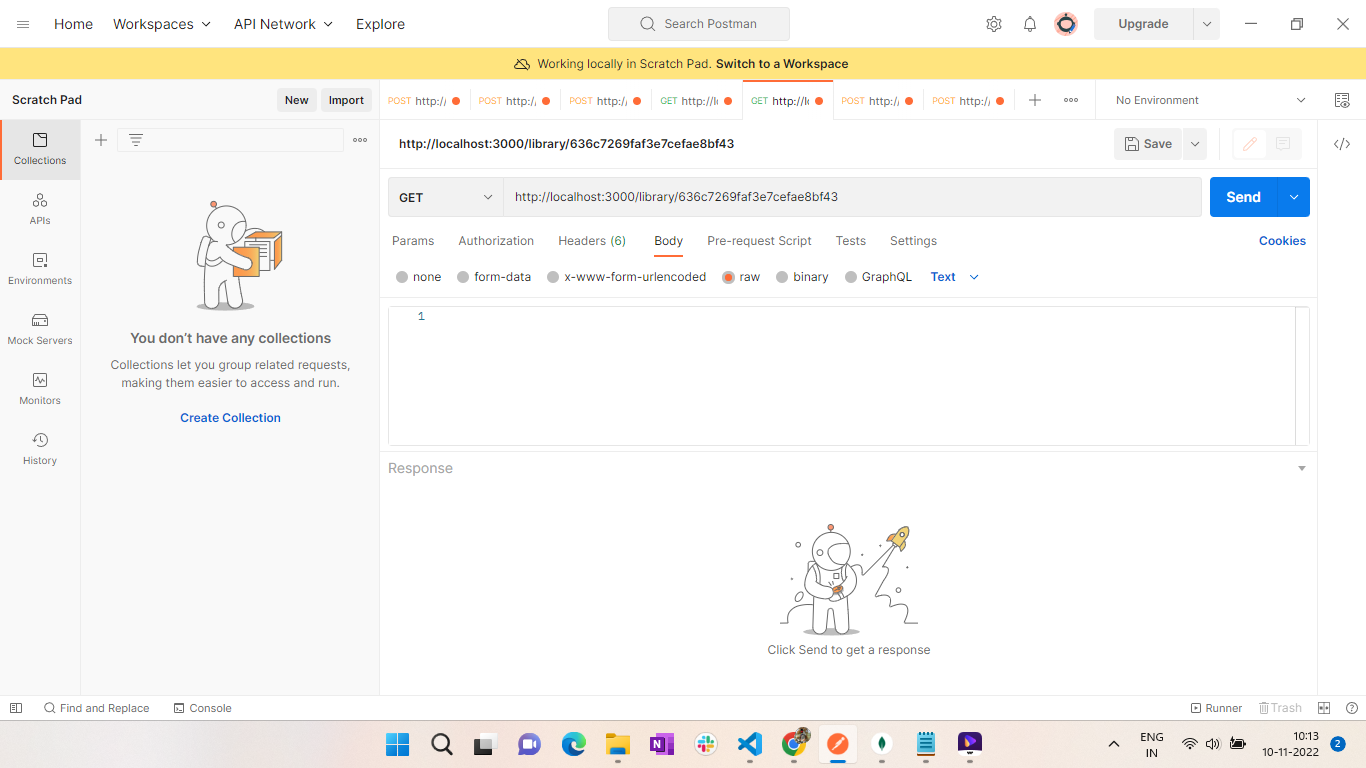 Home Workspaces API Network Explore Search Postman Upgrade
Working locally in Scratch Pad. Switch to a Workspace
Scratch Pad New Import
POST http:/ POST http:/ POST http:/ GET http://l GET http://l POST http:/ POST http:/ No Environment
http://localhost:3000/library/636c7269faf3e7cefae8bf43 Save
GET http://localhost:3000/library/636c7269faf3e7cefae8bf43 Send
Params Authorization Headers (6) Body Pre-request Script Tests Settings Cookies
none form-data x-www-form-urlencoded raw binary GraphQL Text
1
Collections
APIs
Environments
Mock Servers
Monitors
History
You don't have any collections
Collections let you group related requests,
making them easier to access and run.
Create Collection
Response
Click Send to get a response
Find and Replace Console Runner Trash
ENG
IN
10:13
10-11-2022
2